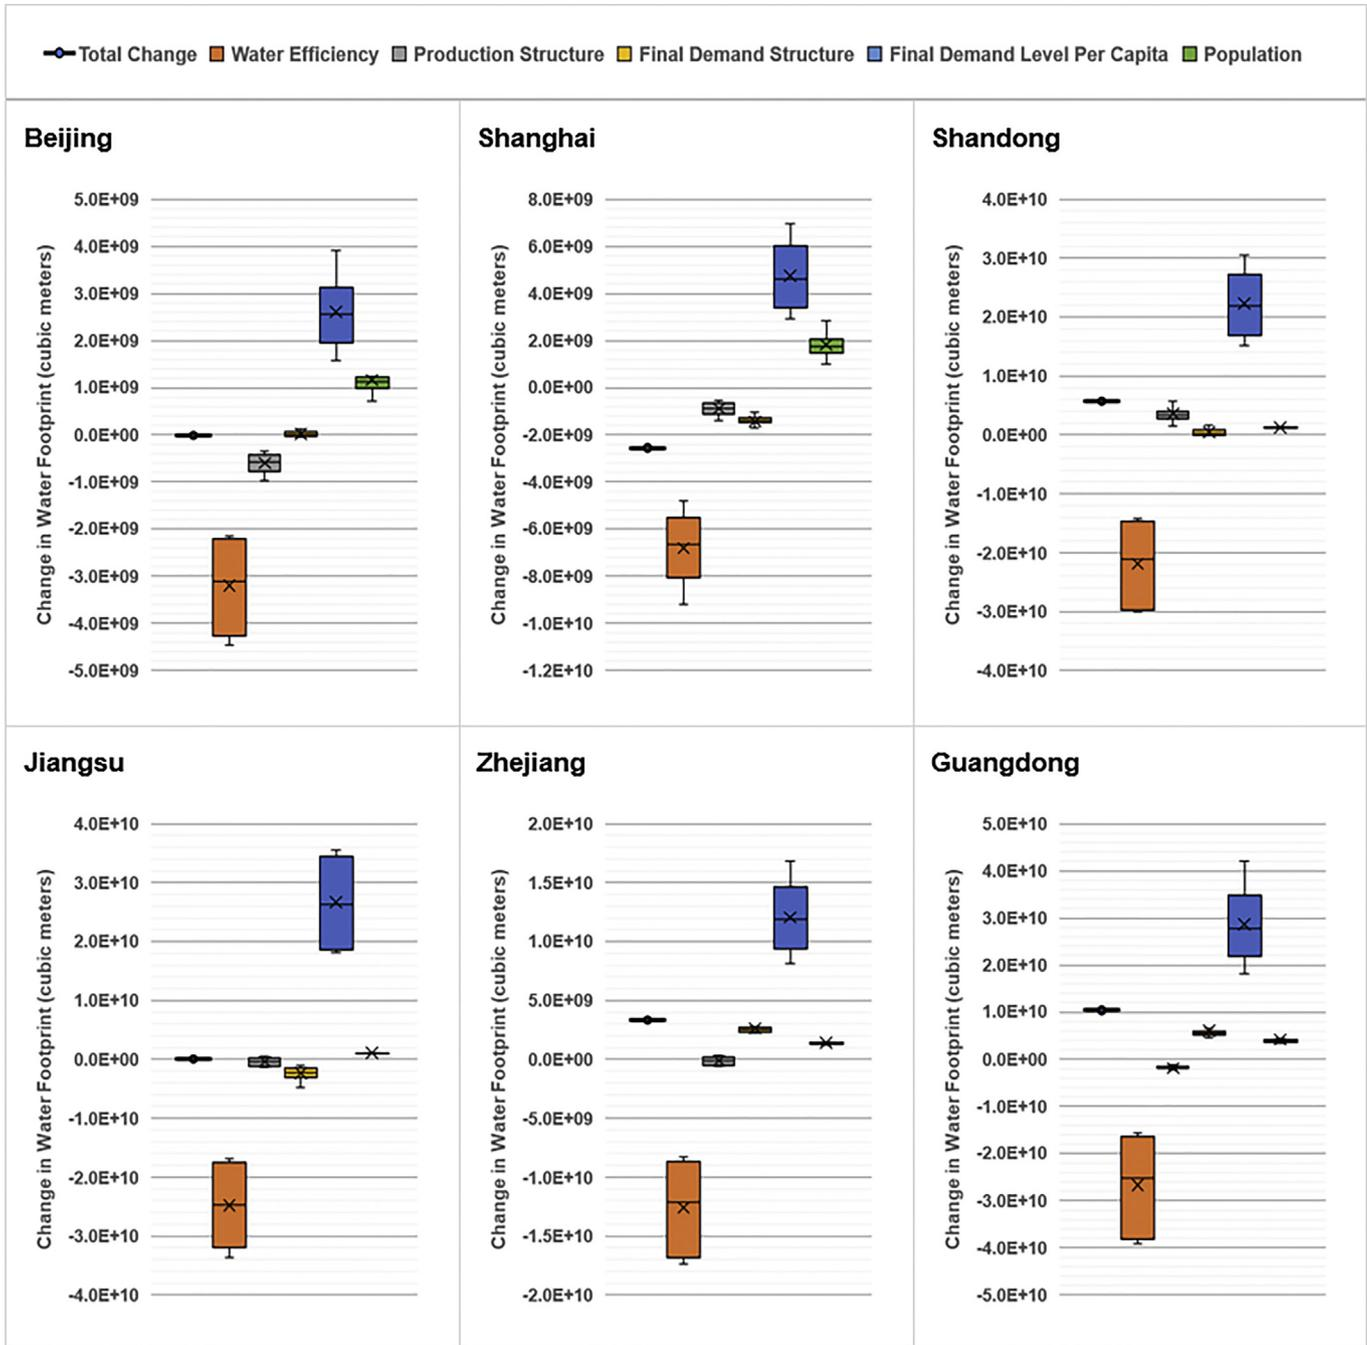 Total Change Water Efficiency Production Structure Final Demand Structure Final Demand Level Per Capita Population
Beijing
Change in Water Footprint (cubic meters)
5.0E+09
4.0E+09
3.0E+09
2.0E+09
1.0E+09
0.0E+00
-1.0E+09
-2.0E+09
-3.0E+09
-4.0E+09
-5.0E+09
Shanghai
Change in Water Footprint (cubic meters)
8.0E+09
6.0E+09
4.0E+09
2.0E+09
0.0E+00
-2.0E+09
-4.0E+09
-6.0E+09
-8.0E+09
-1.0E+10
-1.2E+10
Shandong
Change in Water Footprint (cubic meters)
4.0E+10
3.0E+10
2.0E+10
1.0E+10
0.0E+00
-1.0E+10
-2.0E+10
-3.0E+10
-4.0E+10
Jiangsu
Change in Water Footprint (cubic meters)
4.0E+10
3.0E+10
2.0E+10
1.0E+10
0.0E+00
-1.0E+10
-2.0E+10
-3.0E+10
-4.0E+10
Zhejiang
Change in Water Footprint (cubic meters)
2.0E+10
1.5E+10
1.0E+10
5.0E+09
0.0E+00
-5.0E+09
-1.0E+10
-1.5E+10
-2.0E+10
Guangdong
Change in Water Footprint (cubic meters)
5.0E+10
4.0E+10
3.0E+10
2.0E+10
1.0E+10
0.0E+00
-1.0E+10
-2.0E+10
-3.0E+10
-4.0E+10
-5.0E+10